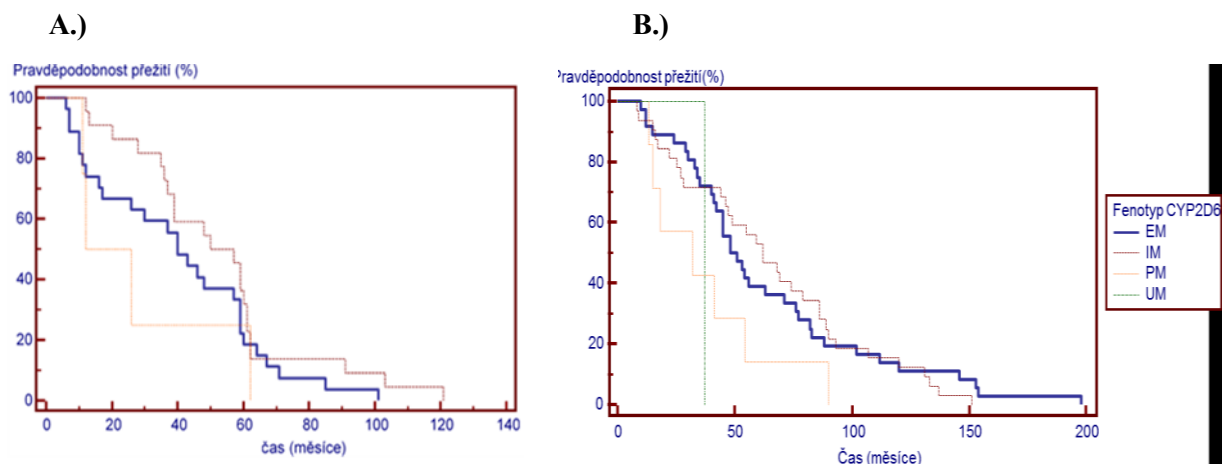 A.)
B.)
Pravděpodobnost přežití (%)
100
80
60
40
20
0
0 20 40 60 80 100 120 140
čas (měsíce)
Pravděpodobnost přežití(%)
100
80
60
40
20
0
0 50 100 150 200
Čas (měsíce)
Fenotyp CYP2D6
EM
IM
PM
UM